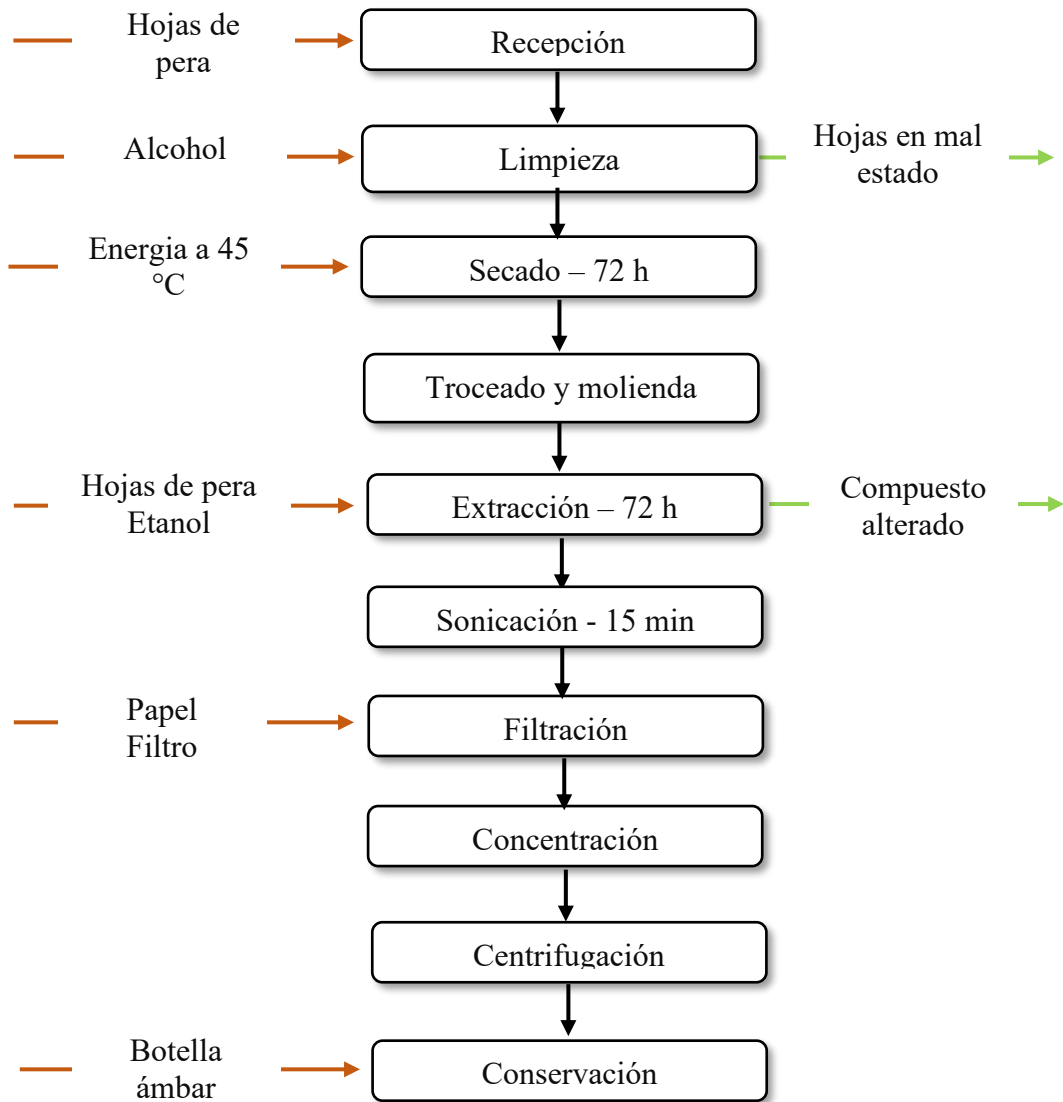 Hojas de
pera
Recepción
Alcohol
Limpieza
Hojas en mal
estado
Energia a 45
°C
Secado – 72 h
Troceado y molienda
Hojas de pera
Etanol
Extracción – 72 h
Compuesto
alterado
Sonicación - 15 min
Papel
Filtro
Filtración
Concentración
Centrifugación
Botella
ámbar
Conservación